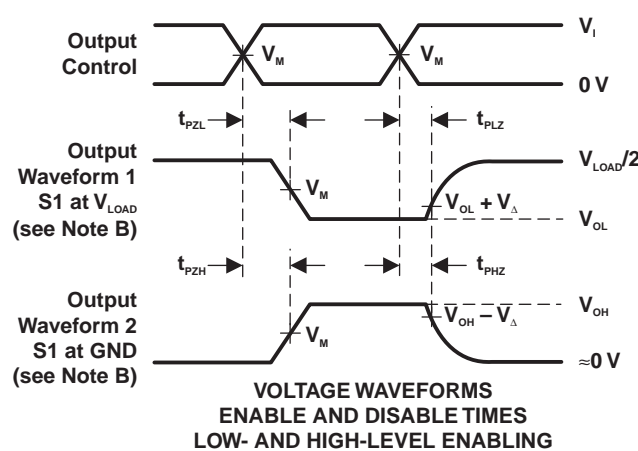 Output
Control
V_M
V_M
V_I
0 V
t_PZL
t_PLZ
Output
Waveform 1
S1 at V_LOAD
(see Note B)
V_M
V_LOAD/2
V_OL + V_Δ
V_OL
t_PZH
t_PHZ
Output
Waveform 2
S1 at GND
(see Note B)
V_M
V_OH – V_Δ
V_OH
≈0 V
VOLTAGE WAVEFORMS
ENABLE AND DISABLE TIMES
LOW- AND HIGH-LEVEL ENABLING